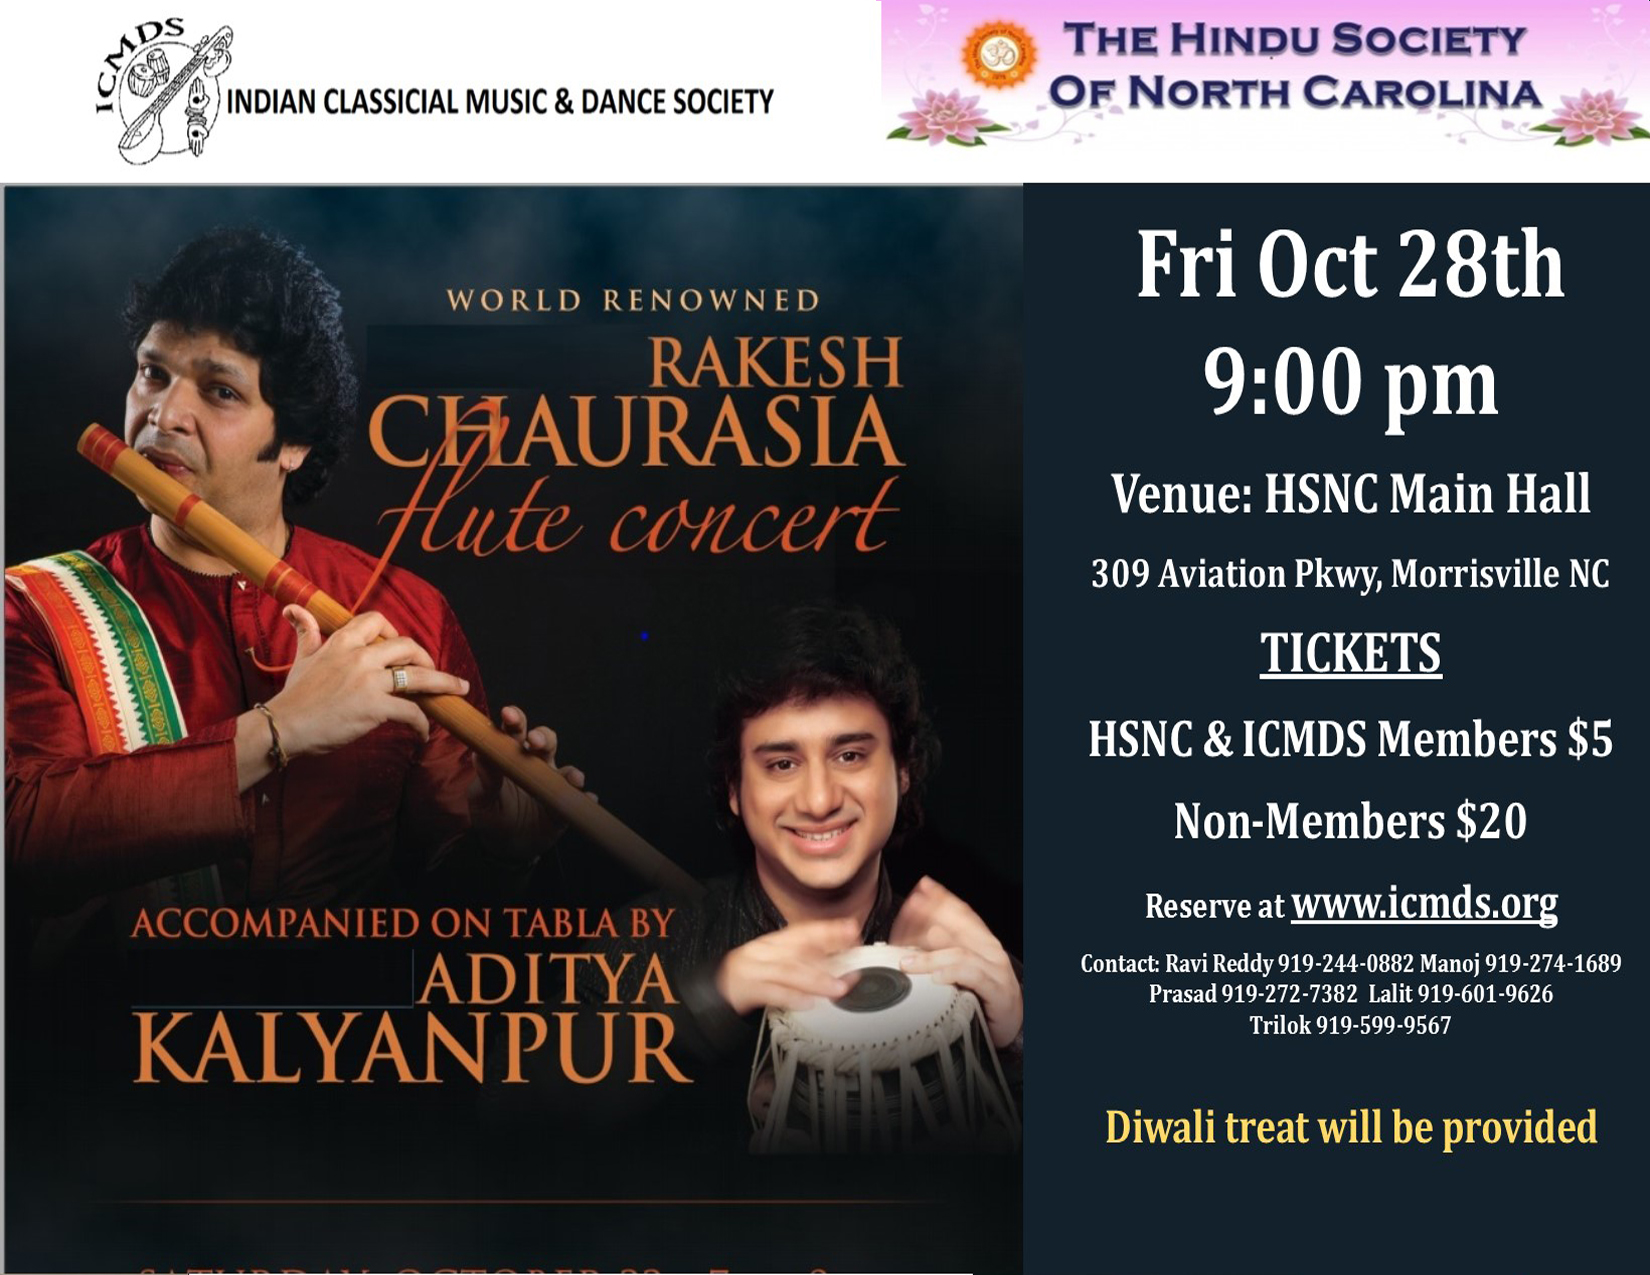 ICMDS
INDIAN CLASSICIAL MUSIC & DANCE SOCIETY
THE HINDU SOCIETY
OF NORTH CAROLINA
WORLD RENOWNED
RAKESH
CHAURASIA
flute concert
ACCOMPANIED ON TABLA BY
ADITYA
KALYANPUR
Fri Oct 28th
9:00 pm
Venue: HSNC Main Hall
309 Aviation Pkwy, Morrisville NC
TICKETS
HSNC & ICMDS Members $5
Non-Members $20
Reserve at www.icmds.org
Contact: Ravi Reddy 919-244-0882 Manoj 919-274-1689
Prasad 919-272-7382 Lalit 919-601-9626
Trilok 919-599-9567
Diwali treat will be provided